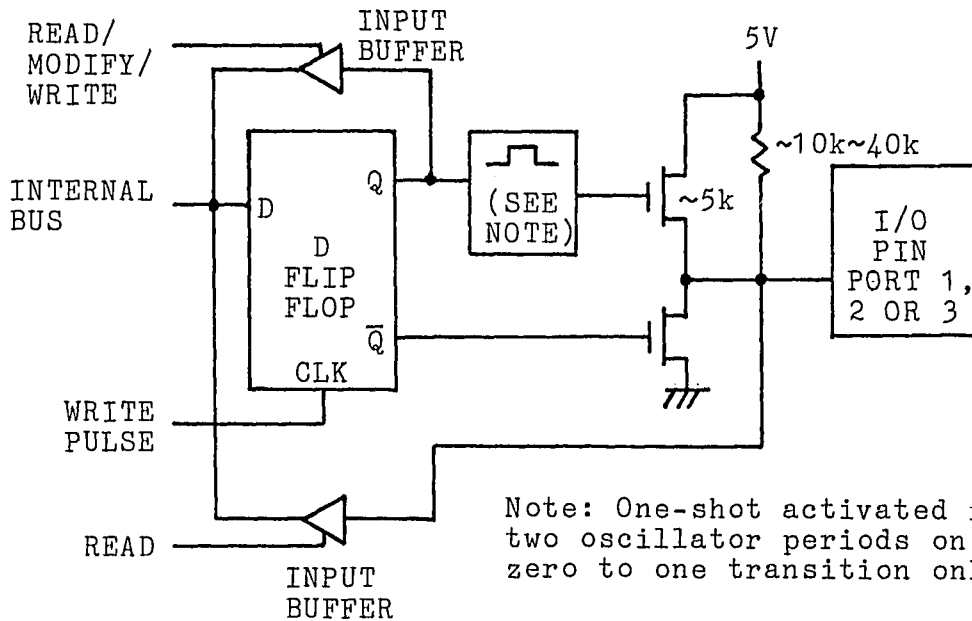 READ/
MODIFY/
WRITE
INPUT
BUFFER
5V
~10k~40k
INTERNAL
BUS
D
Q
D
FLIP
FLOP
Q̅
CLK
(SEE
NOTE)
~5k
I/O
PIN
PORT 1,
2 OR 3
WRITE
PULSE
READ
INPUT
BUFFER
Note: One-shot activated
two oscillator periods on
zero to one transition